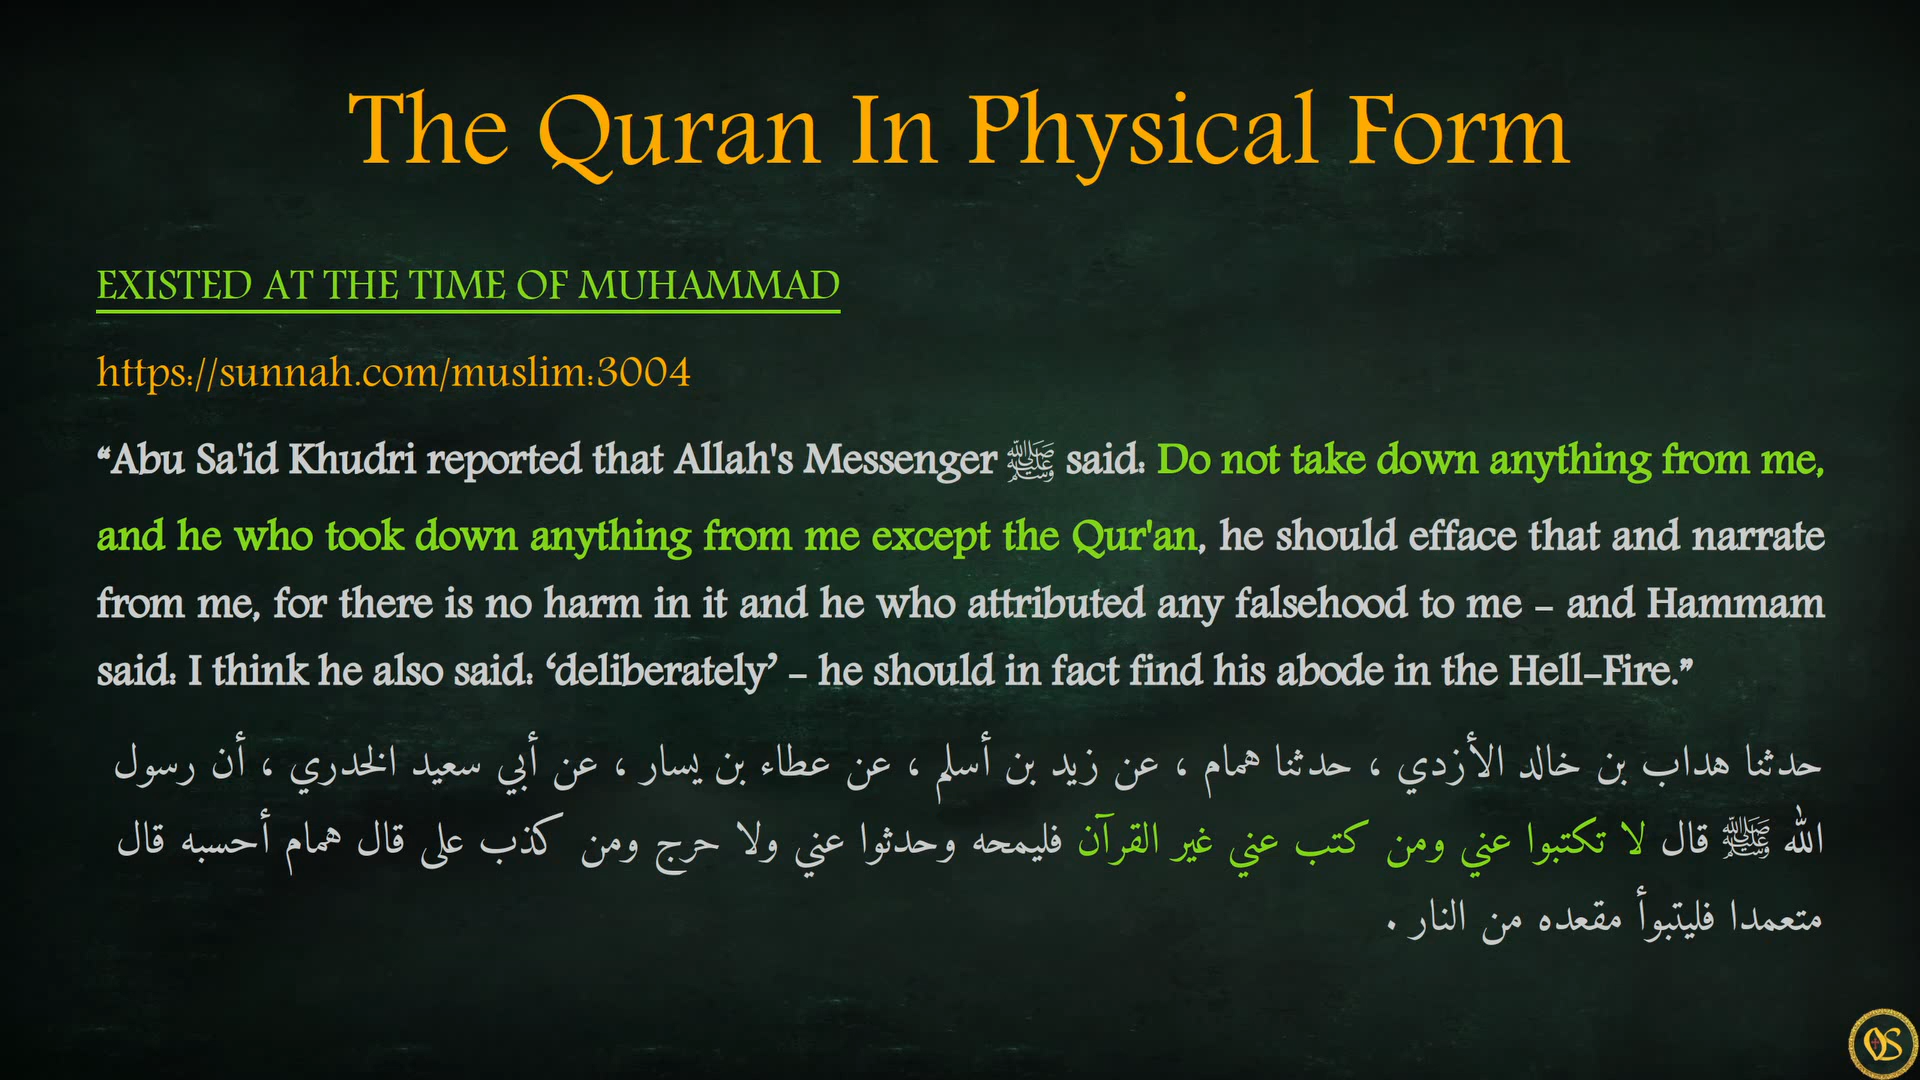 The Quran In Physical Form
EXISTED AT THE TIME OF MUHAMMAD
https://sunnah.com/muslim:3004
“Abu Sa'id Khudri reported that Allah's Messenger ﷺ said: Do not take down anything from me,
and he who took down anything from me except the Qur'an, he should efface that and narrate
from me, for there is no harm in it and he who attributed any falsehood to me – and Hammam
said: I think he also said: ‘deliberately’ – he should in fact find his abode in the Hell-Fire.”
حدثنا هداب بن خالد الأزدي ، حدثنا همام ، عن زيد بن أسلم ، عن عطاء بن يسار ، عن أبي سعيد الخدري ، أن رسول
الله ﷺ قال لا تكتبوا عني ومن كتب عني غير القرآن فليمحه وحدثوا عني ولا حرج ومن كذب على قال همام أحسبه قال
متعمدا فليتبوأ مقعده من النار .